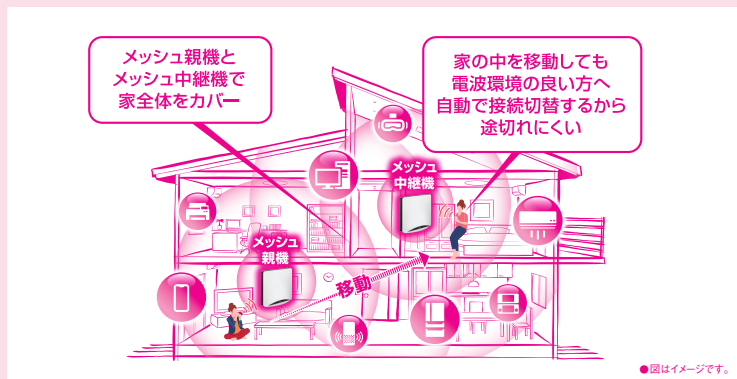 メッシュ親機と
メッシュ中継機で
家全体をカバー
家の中を移動しても
電波環境の良い方へ
自動で接続切替するから
途切れにくい
メッシュ
中継機
メッシュ
親機
移動
●図はイメージです。